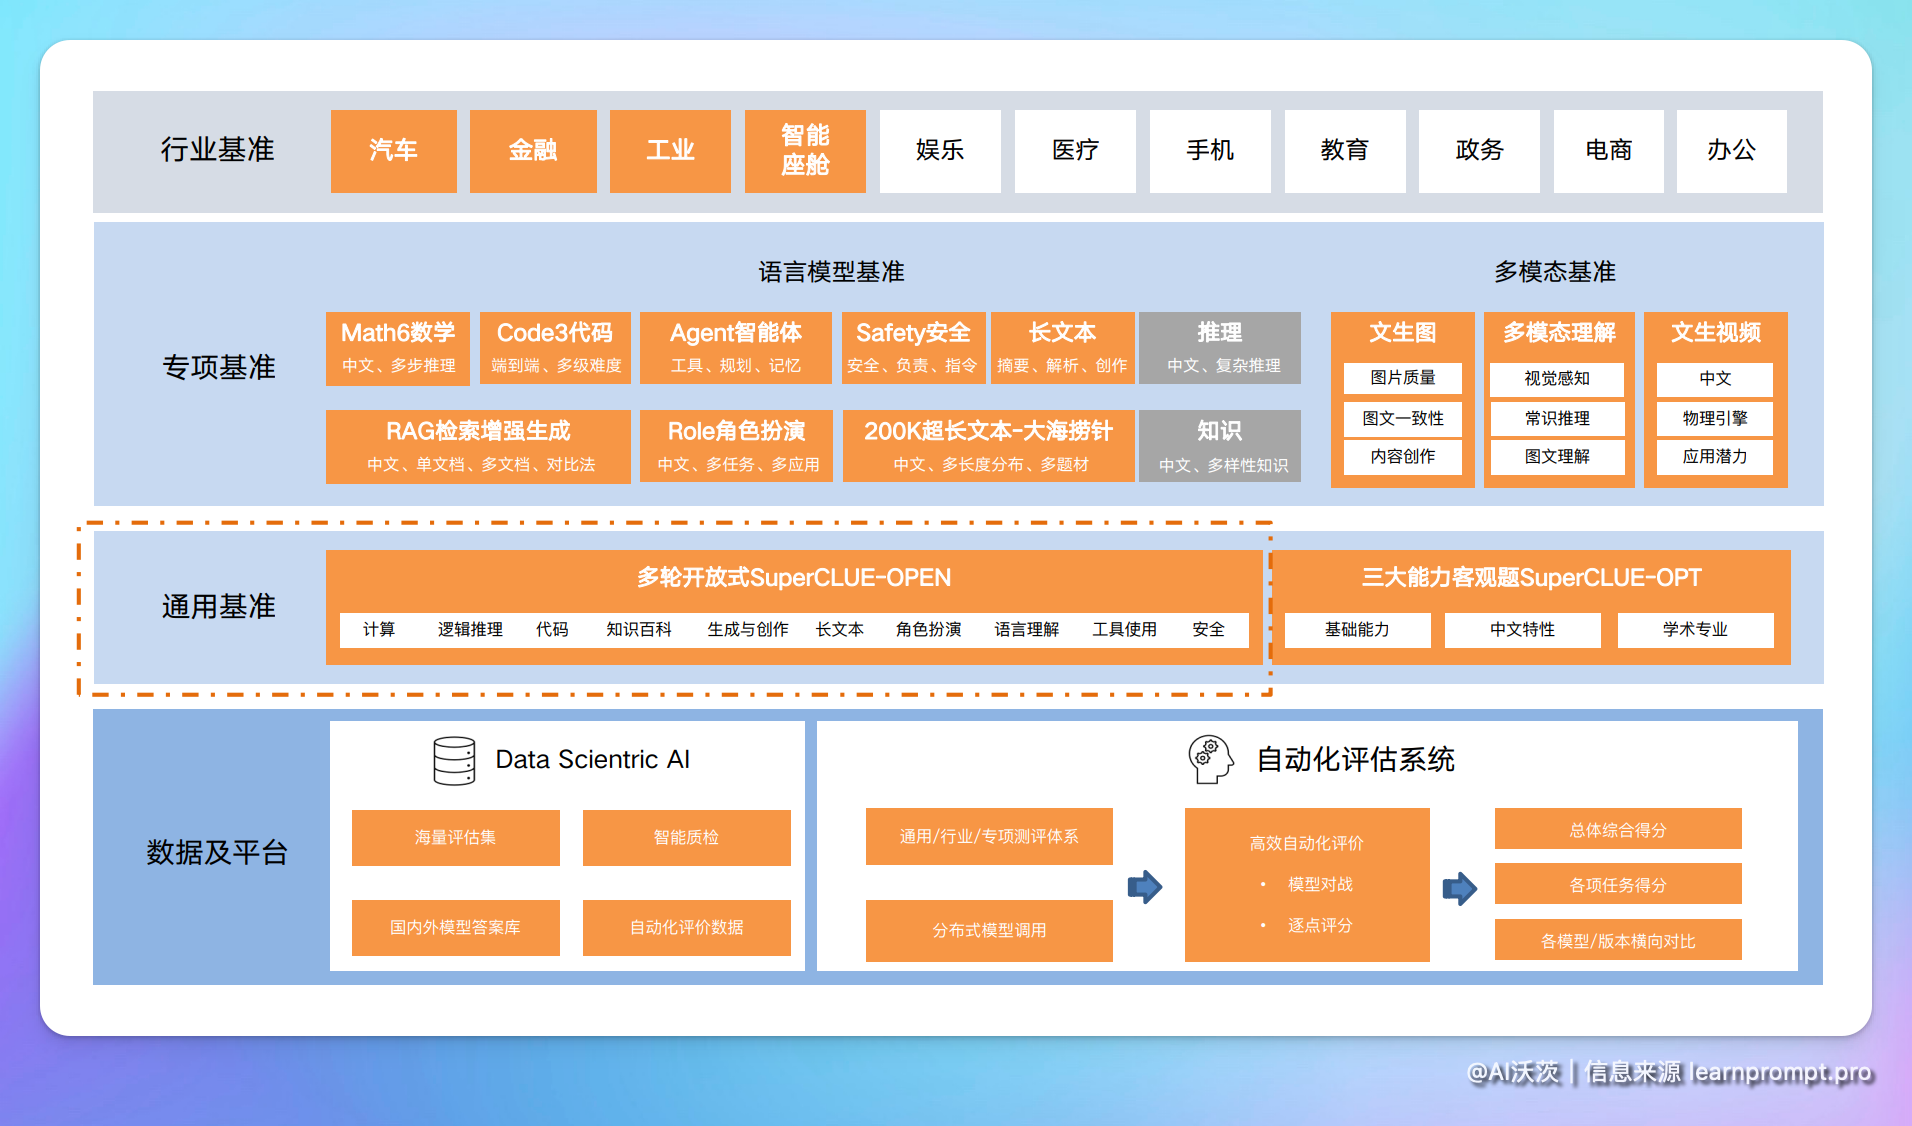 行业基准
汽车
金融
工业
智能
座舱
娱乐
医疗
手机
教育
政务
电商
办公
专项基准
语言模型基准
Math6数学
中文、多步推理
Code3代码
端到端、多级难度
Agent智能体
工具、规划、记忆
Safety安全
安全、负责、指令
长文本
摘要、解析、创作
推理
中文、复杂推理
RAG检索增强生成
中文、单文档、多文档、对比法
Role角色扮演
中文、多任务、多应用
200K超长文本-大海捞针
中文、多长度分布、多题材
知识
中文、多样性知识
多模态基准
文生图
图片质量
图文一致性
内容创作
多模态理解
视觉感知
常识推理
图文理解
文生视频
中文
物理引擎
应用潜力
通用基准
多轮开放式SuperCLUE-OPEN
计算 逻辑推理 代码 知识百科 生成与创作 长文本 角色扮演 语言理解 工具使用 安全
三大能力客观题SuperCLUE-OPT
基础能力
中文特性
学术专业
数据及平台
Data Scientric AI
海量评估集
智能质检
国内外模型答案库
自动化评价数据
自动化评估系统
通用/行业/专项测评体系
分布式模型调用
高效自动化评价
• 模型对战
• 逐点评分
总体综合得分
各项任务得分
各模型/版本横向对比
@AI沃茨｜信息来源 learnprompt.pro